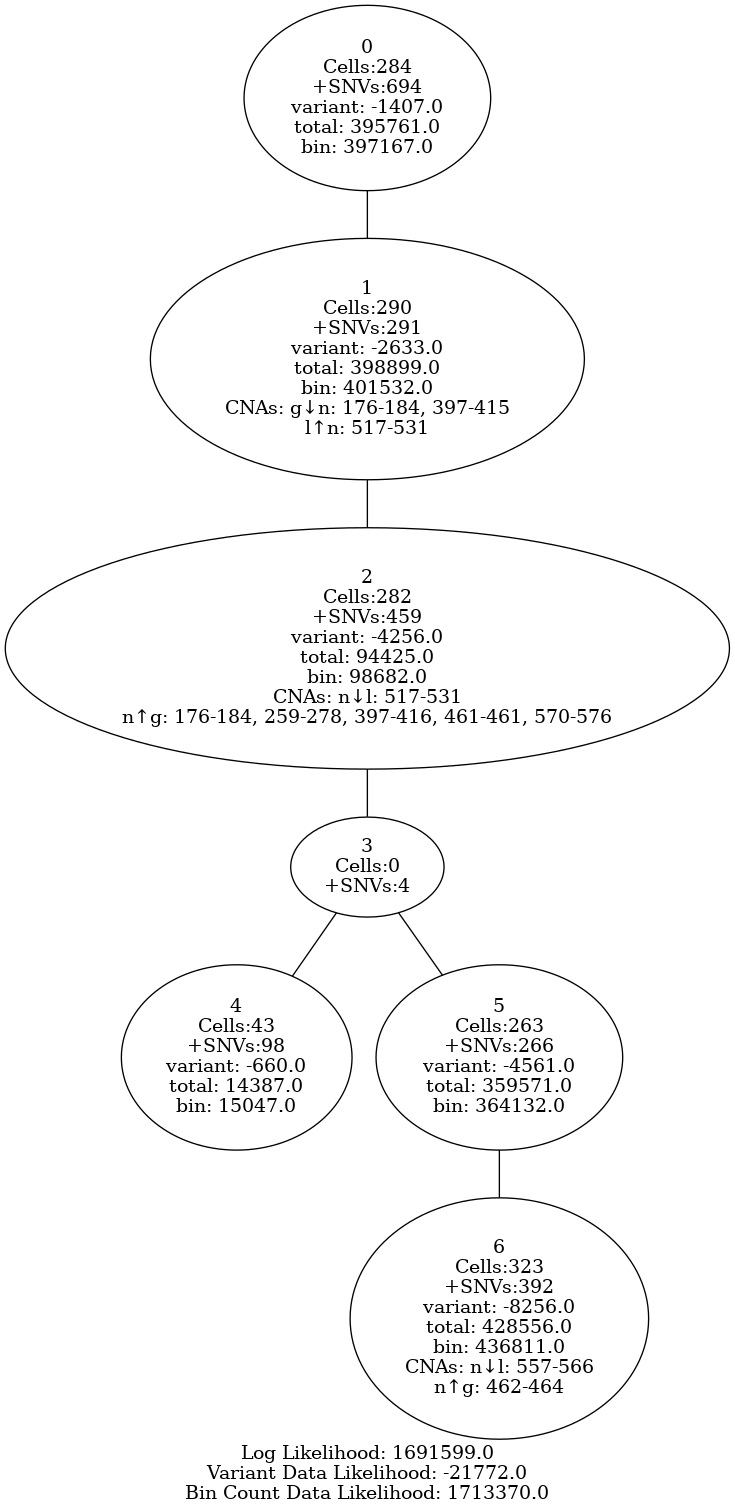 0
Cells:284
+SNVs:694
variant: -1407.0
total: 395761.0
bin: 397167.0
1
Cells:290
+SNVs:291
variant: -2633.0
total: 398899.0
bin: 401532.0
CNAs: g↓n: 176-184, 397-415
l↑n: 517-531
2
Cells:282
+SNVs:459
variant: -4256.0
total: 94425.0
bin: 98682.0
CNAs: n↓l: 517-531
n↑g: 176-184, 259-278, 397-416, 461-461, 570-576
3
Cells:0
+SNVs:4
4
Cells:43
+SNVs:98
variant: -660.0
total: 14387.0
bin: 15047.0
5
Cells:263
+SNVs:266
variant: -4561.0
total: 359571.0
bin: 364132.0
6
Cells:323
+SNVs:392
variant: -8256.0
total: 428556.0
bin: 436811.0
CNAs: n↓l: 557-566
n↑g: 462-464
Log Likelihood: 1691599.0
Variant Data Likelihood: -21772.0
Bin Count Data Likelihood: 1713370.0